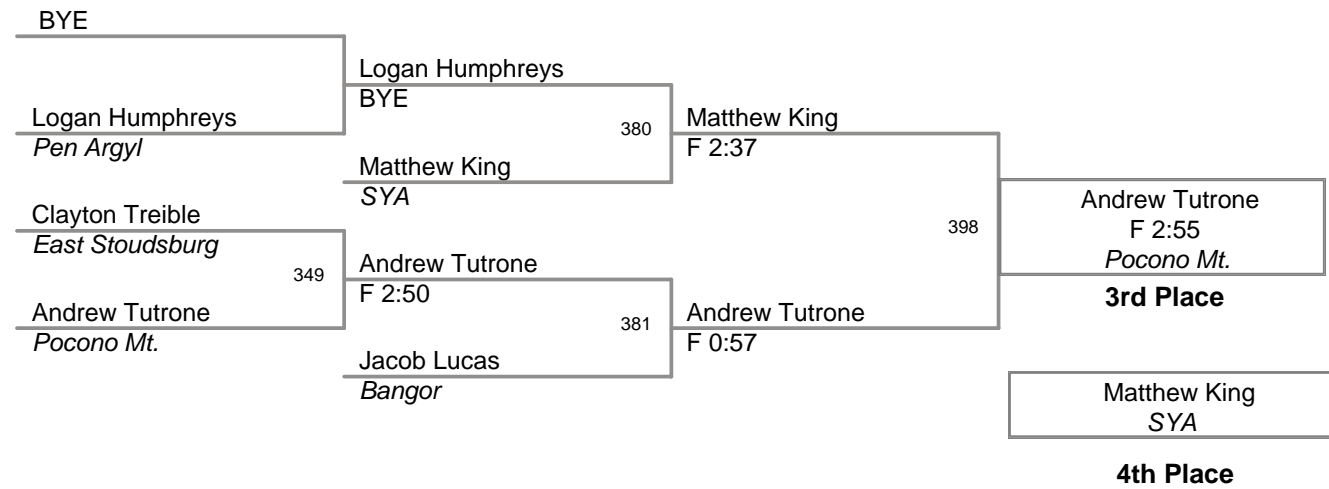 BYE
Logan Humphreys
BYE
Logan Humphreys
Pen Argyl
380
Matthew King
F 2:37
Matthew King
SYA
Clayton Treible
East Stoudsburg
349
Andrew Tutrone
F 2:50
Andrew Tutrone
Pocono Mt.
381
Andrew Tutrone
F 0:57
Jacob Lucas
Bangor
398
Andrew Tutrone
F 2:55
Pocono Mt.
3rd Place
Matthew King
SYA
4th Place